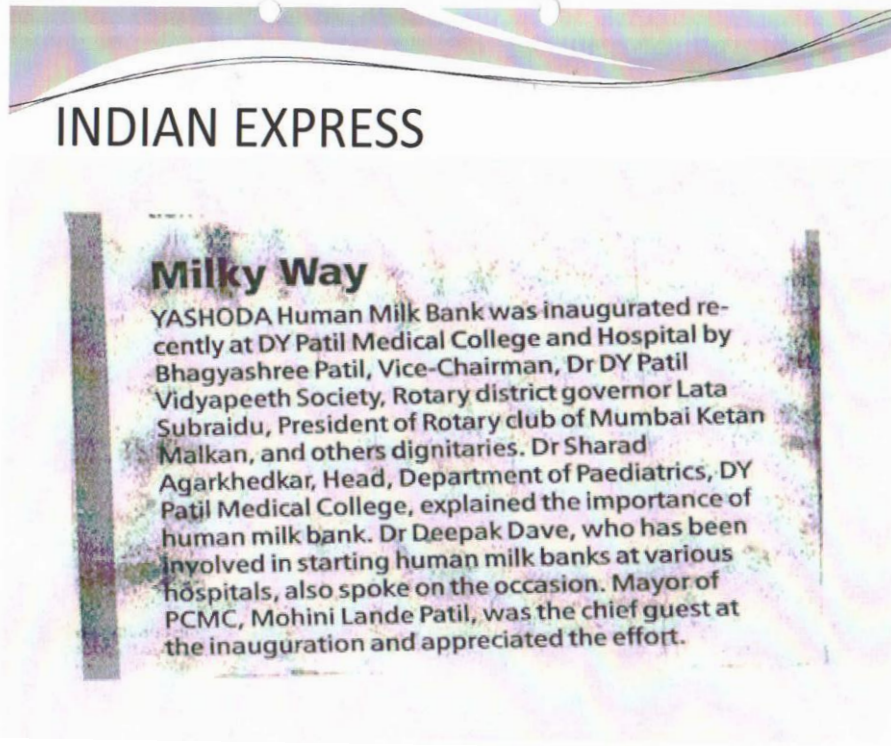 INDIAN EXPRESS
Milky Way
YASHODA Human Milk Bank was inaugurated re-
cently at DY Patil Medical College and Hospital by
Bhagyashree Patil, Vice-Chairman, Dr DY Patil
Vidyapeeth Society, Rotary district governor Lata
Subraidu, President of Rotary club of Mumbai Ketan
Malkan, and others dignitaries. Dr Sharad
Agarkhedkar, Head, Department of Paediatrics, DY
Patil Medical College, explained the importance of
human milk bank. Dr Deepak Dave, who has been
involved in starting human milk banks at various
hospitals, also spoke on the occasion. Mayor of
PCMC, Mohini Lande Patil, was the chief guest at
the inauguration and appreciated the effort.